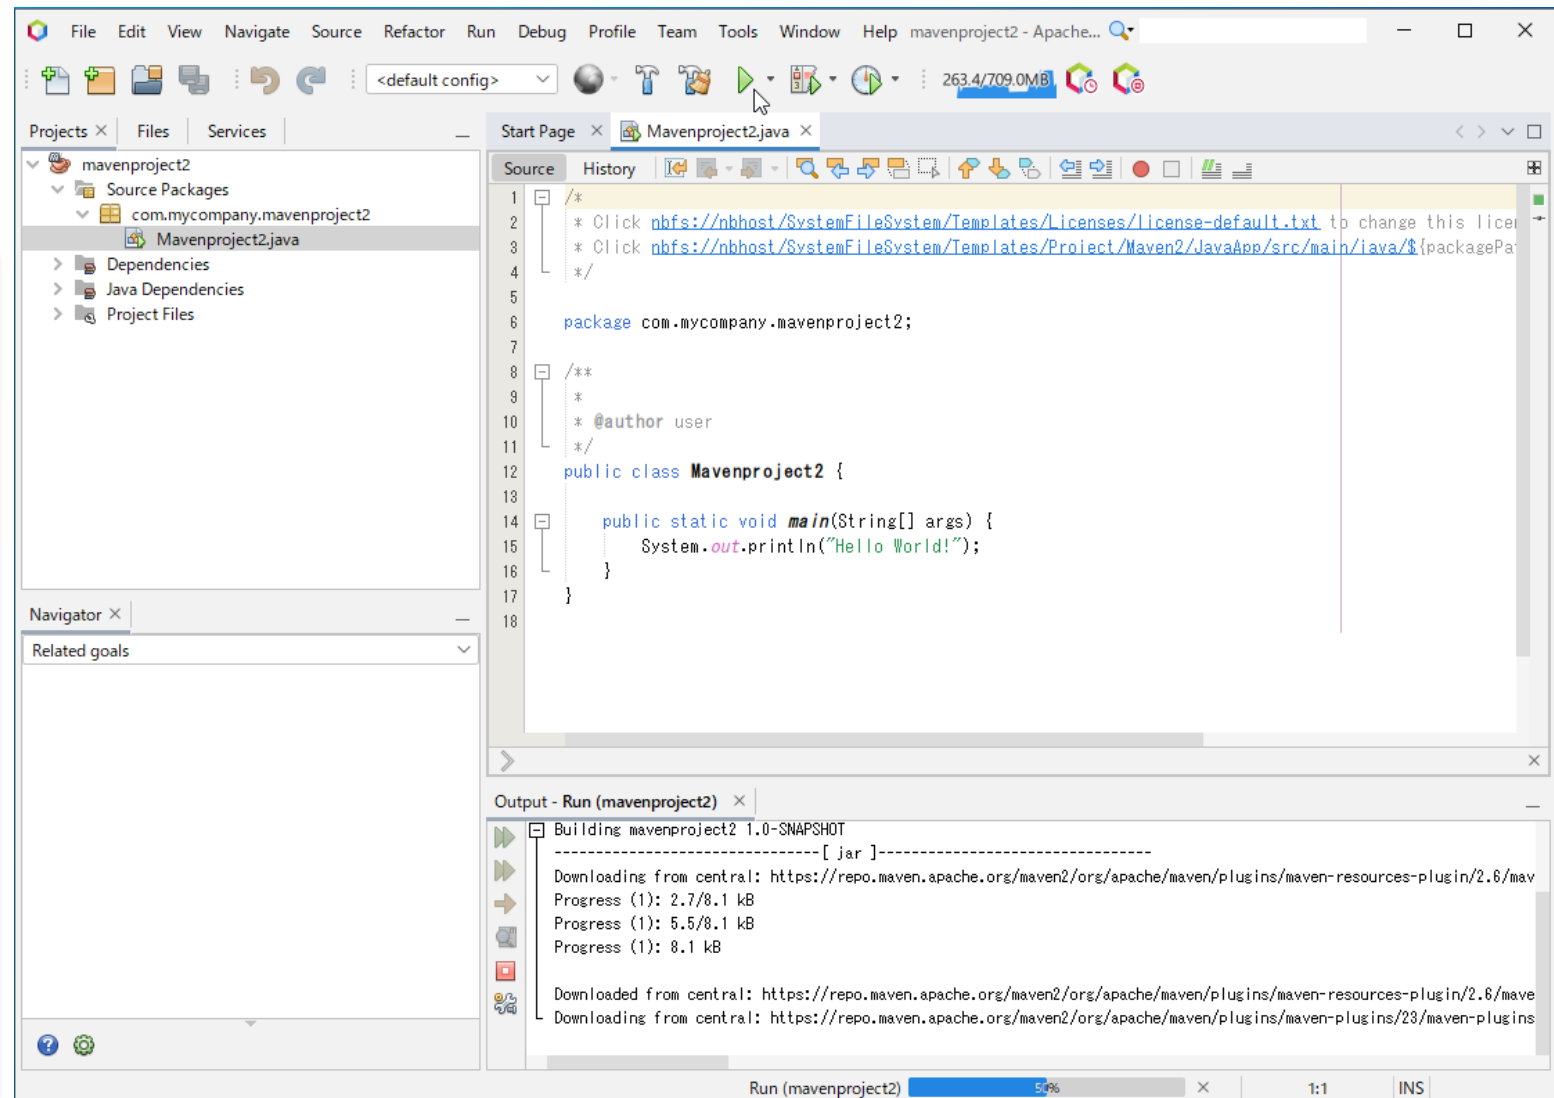 File Edit View Navigate Source Refactor Run Debug Profile Team Tools Window Help mavenproject2 - Apache...
<default config> 263.4/709.0MB
Projects Files Services
mavenproject2
Source Packages
com.mycompany.mavenproject2
Mavenproject2.java
Dependencies
Java Dependencies
Project Files
Navigator
Related goals
Start Page Mavenproject2.java
Source History
1 /*
2 * Click nbfs://nbhost/SystemFileSystem/Templates/Licenses/license-default.txt to change this licen
3 * Click nbfs://nbhost/SystemFileSystem/Templates/Project/Maven2/JavaApp/src/main/java/${packagePa
4 */
5
6 package com.mycompany.mavenproject2;
7
8 /**
9 *
10 * @author user
11 */
12 public class Mavenproject2 {
13
14 public static void main(String[] args) {
15 System.out.println("Hello World!");
16 }
17 }
18
Output - Run (mavenproject2)
Building mavenproject2 1.0-SNAPSHOT
--------------------------------[ jar ]---------------------------------
Downloading from central: https://repo.maven.apache.org/maven2/org/apache/maven/plugins/maven-resources-plugin/2.6/mav
Progress (1): 2.7/8.1 kB
Progress (1): 5.5/8.1 kB
Progress (1): 8.1 kB
Downloaded from central: https://repo.maven.apache.org/maven2/org/apache/maven/plugins/maven-resources-plugin/2.6/mave
Downloading from central: https://repo.maven.apache.org/maven2/org/apache/maven/plugins/maven-plugins/23/maven-plugins
Run (mavenproject2) 50% 1:1 INS